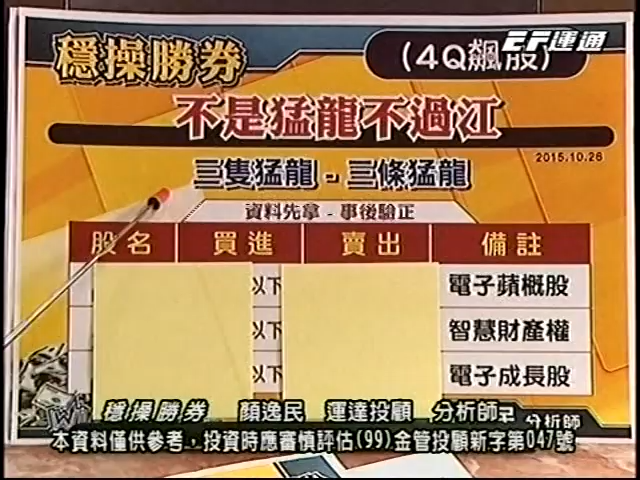 EF運通
穩操勝券
(4Q飆股)
不是猛龍不過江
2015.10.26
三隻猛龍 - 三條猛龍
資料先拿 - 事後驗正
股名 買進 賣出 備註
以下 電子蘋概股
以下 智慧財產權
以下 電子成長股
穩操勝券 顏逸民 運達投顧 分析師
分析師
本資料僅供參考，投資時應審慎評估(99)金管投顧新字第047號